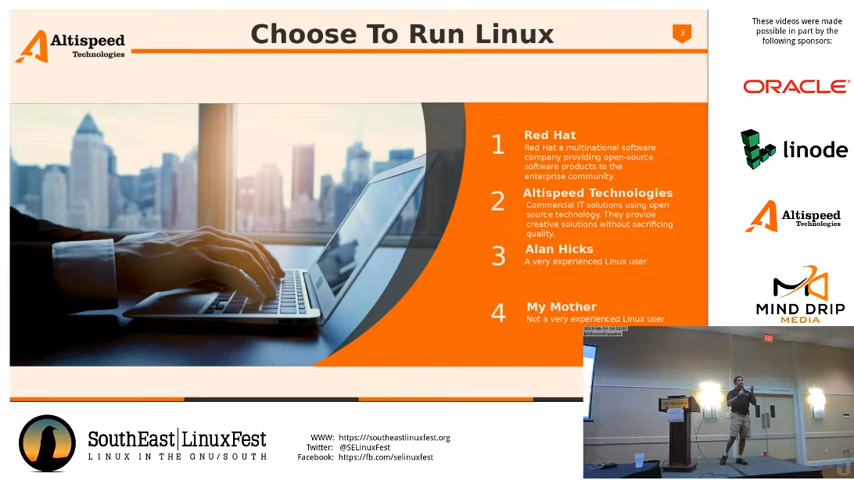 Choose To Run Linux
3
Altispeed
Technologies
1
Red Hat
Red Hat a multinational software
company providing open-source
software products to the
enterprise community.
2
Altispeed Technologies
Commercial IT solutions using open
source technology. They provide
creative solutions without sacrificing
quality.
3
Alan Hicks
A very experienced Linux user
4
My Mother
Not a very experienced Linux user
These videos were made
possible in part by the
following sponsors:
ORACLE
linode
Altispeed
Technologies
MIND DRIP
MEDIA
SouthEast|LinuxFest
LINUX IN THE GNU/SOUTH
WWW: https:///southeastlinuxfest.org
Twitter: @SELinuxFest
Facebook: https://fb.com/selinuxfest